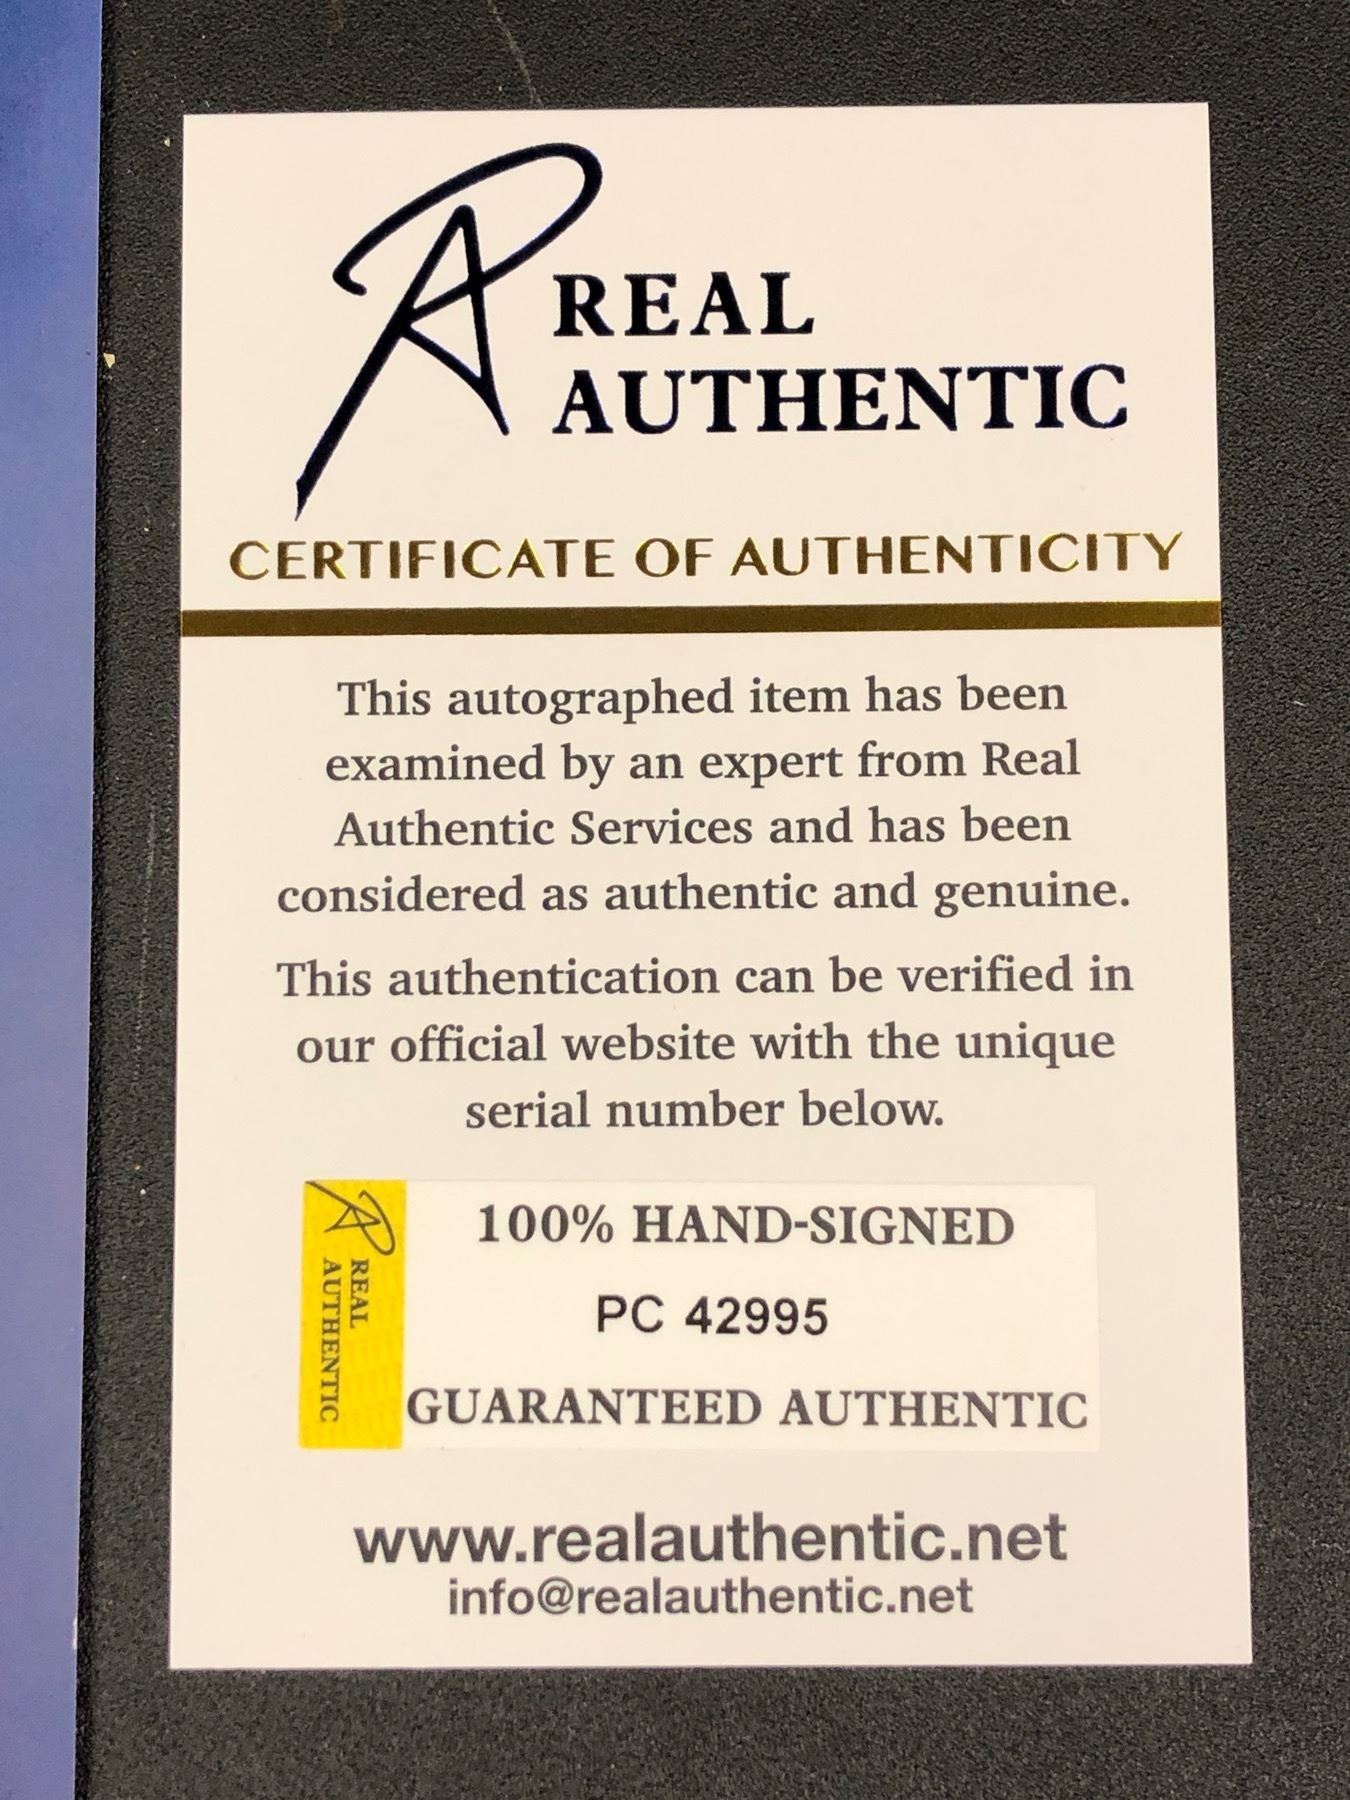 REAL
AUTHENTIC
CERTIFICATE OF AUTHENTICITY
This autographed item has been
examined by an expert from Real
Authentic Services and has been
considered as authentic and genuine.
This authentication can be verified in
our official website with the unique
serial number below.
REAL
AUTHENTIC
100% HAND-SIGNED
PC 42995
GUARANTEED AUTHENTIC
www.realauthentic.net
info@realauthentic.net